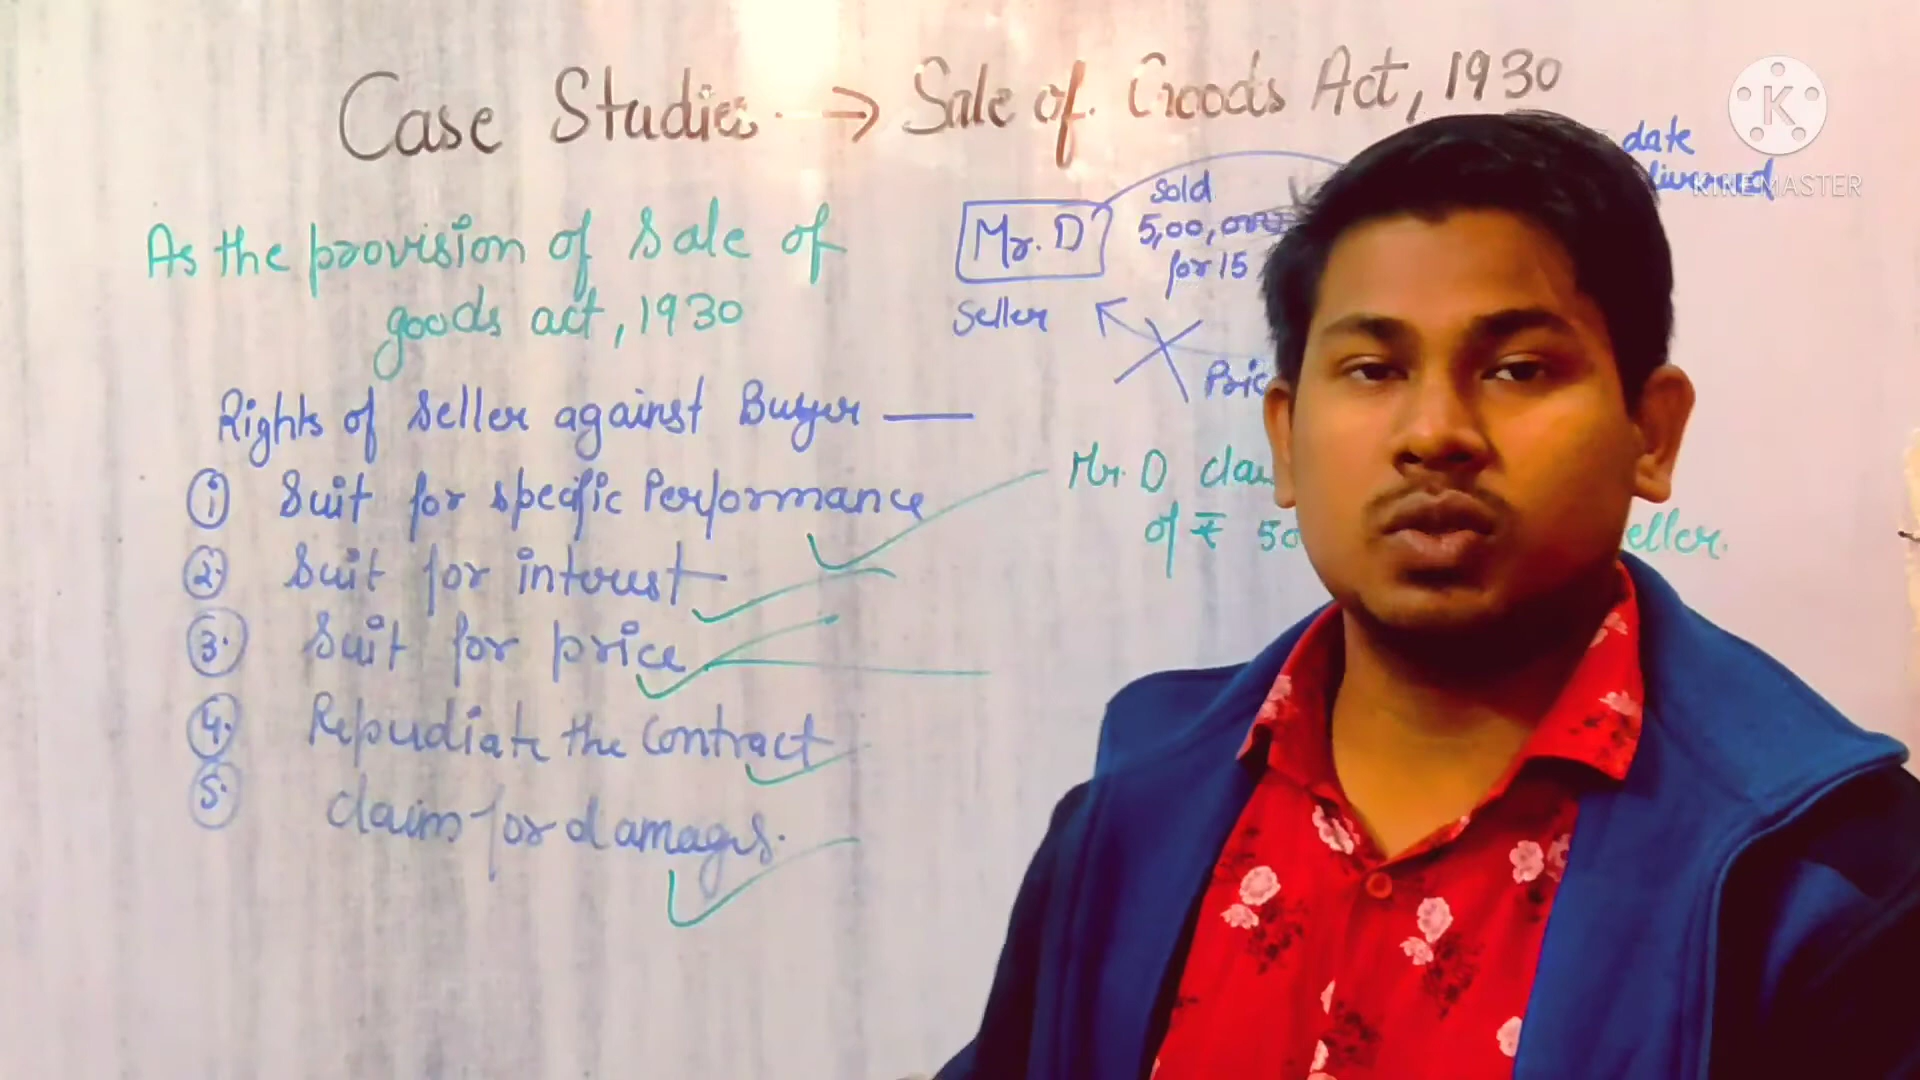 Case Studies → Sale of Goods Act, 1930
As the provision of Sale of
goods act, 1930
Rights of seller against Buyer —
1 Suit for specific Performance
2. Suit for interest
3. Suit for price
4. Repudiate the Contract
5. Claim for damages.
Mr. D
Seller
Sold
for 15
date
Mr. D
of ₹
K
KINEMASTER